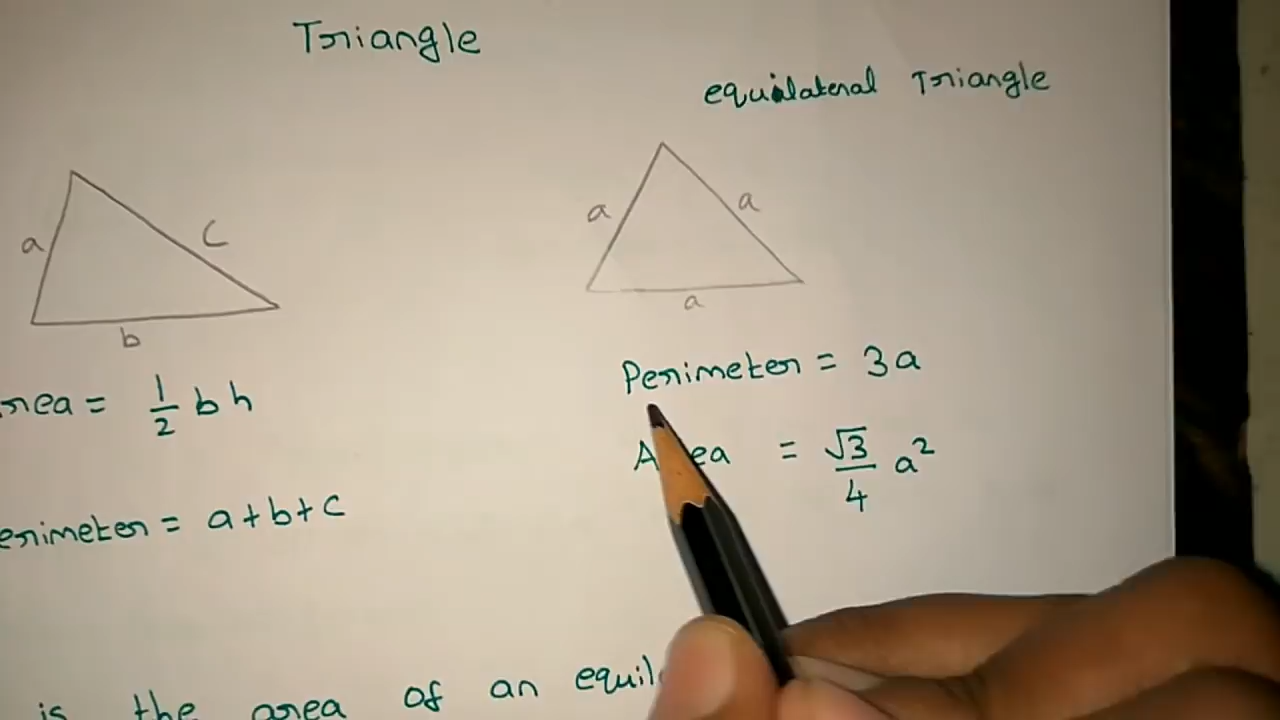 Triangle
equilateral Triangle
a
c
b
a
a
a
rea = 1/2 bh
erimeter = a+b+c
Perimeter = 3a
Area = √3/4 a²
is the area of an equil